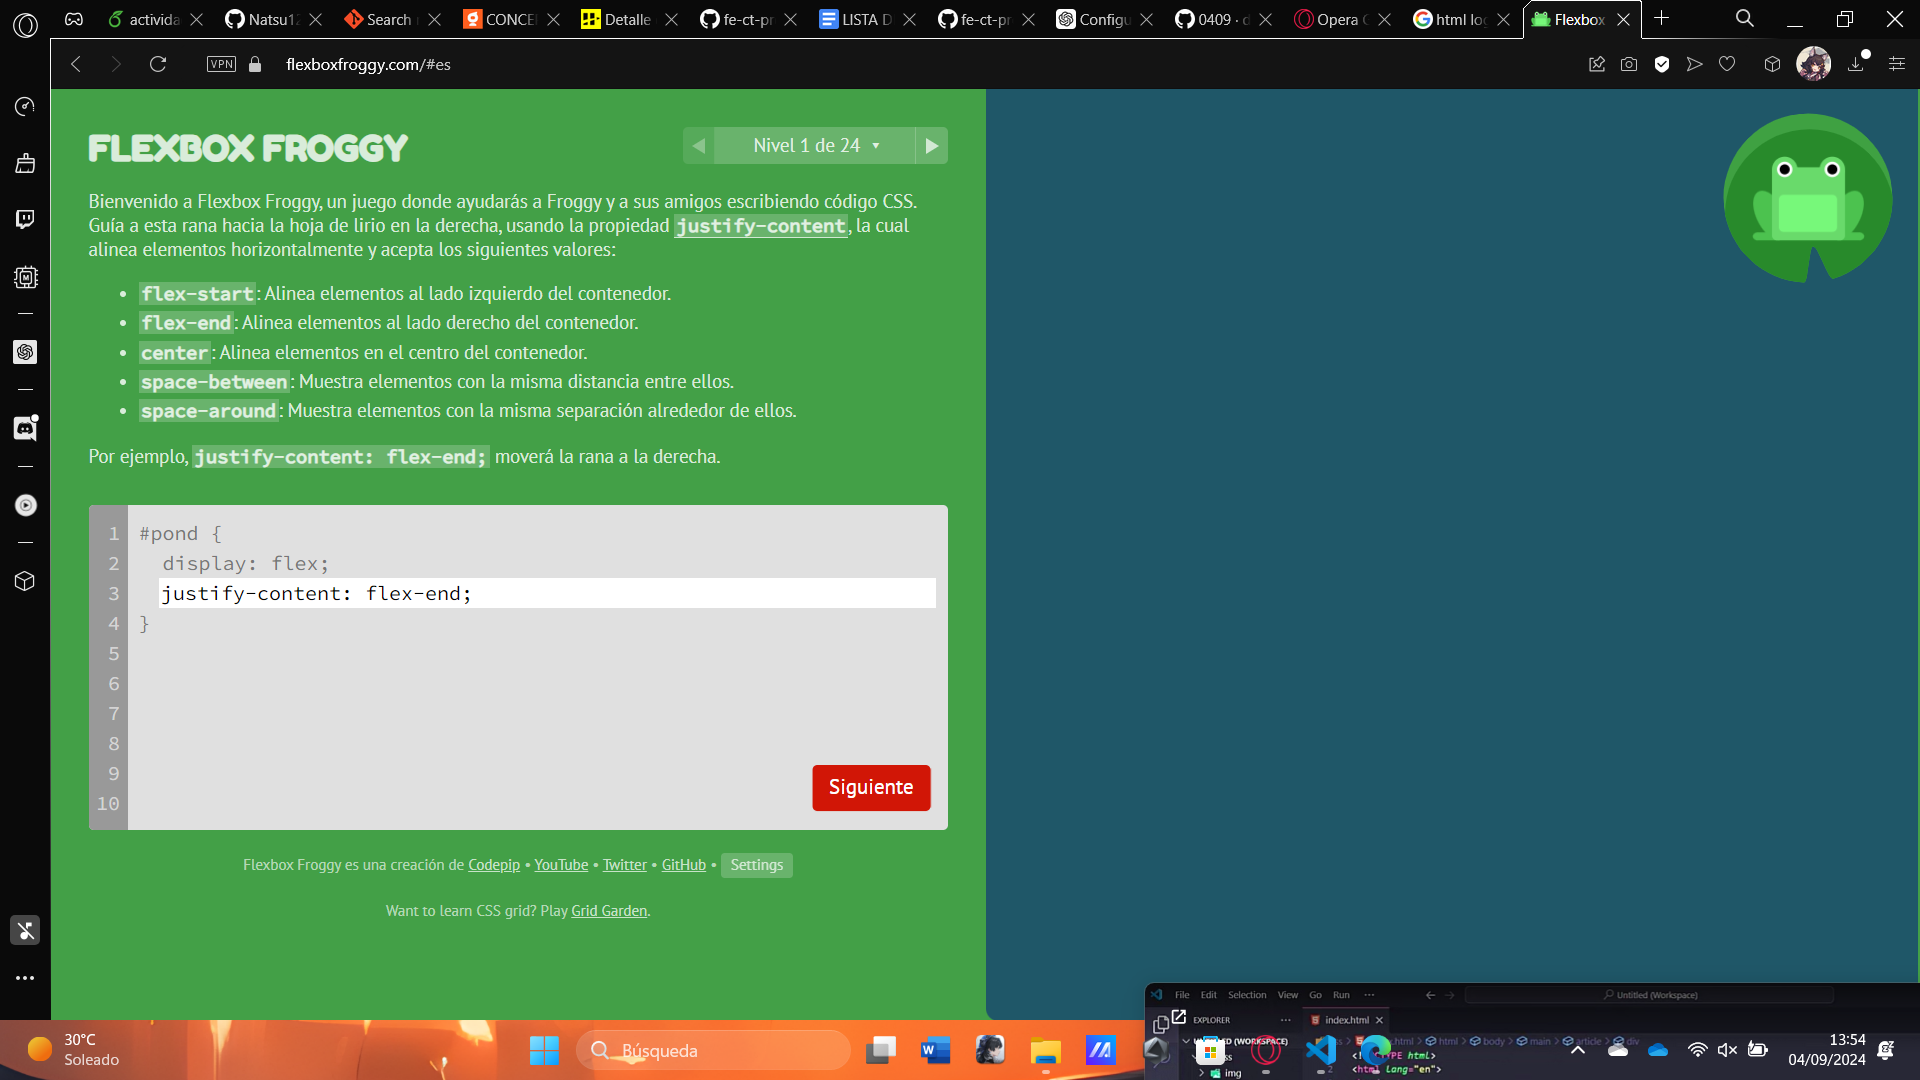 activida
Natsu12
Search
CONCE
Detalle
fe-ct-pr
LISTA D
fe-ct-pr
Configu
0409 · d
Opera G
html log
Flexbox
VPN
flexboxfroggy.com/#es
FLEXBOX FROGGY
Nivel 1 de 24
Bienvenido a Flexbox Froggy, un juego donde ayudarás a Froggy y a sus amigos escribiendo código CSS.
Guía a esta rana hacia la hoja de lirio en la derecha, usando la propiedad justify-content, la cual
alinea elementos horizontalmente y acepta los siguientes valores:
• flex-start: Alinea elementos al lado izquierdo del contenedor.
• flex-end: Alinea elementos al lado derecho del contenedor.
• center: Alinea elementos en el centro del contenedor.
• space-between: Muestra elementos con la misma distancia entre ellos.
• space-around: Muestra elementos con la misma separación alrededor de ellos.
Por ejemplo, justify-content: flex-end; moverá la rana a la derecha.
1 #pond {
2 display: flex;
3 justify-content: flex-end;
4 }
5
6
7
8
9
10
Siguiente
Flexbox Froggy es una creación de Codepip • YouTube • Twitter • GitHub • Settings
Want to learn CSS grid? Play Grid Garden.
File Edit Selection View Go Run ··· Untitled (Workspace)
EXPLORER ··· index.html
UNTITLED (WORKSPACE)
html body main article div
html>
<html lang="en">
img
30°C
Soleado
Búsqueda
13:54
04/09/2024